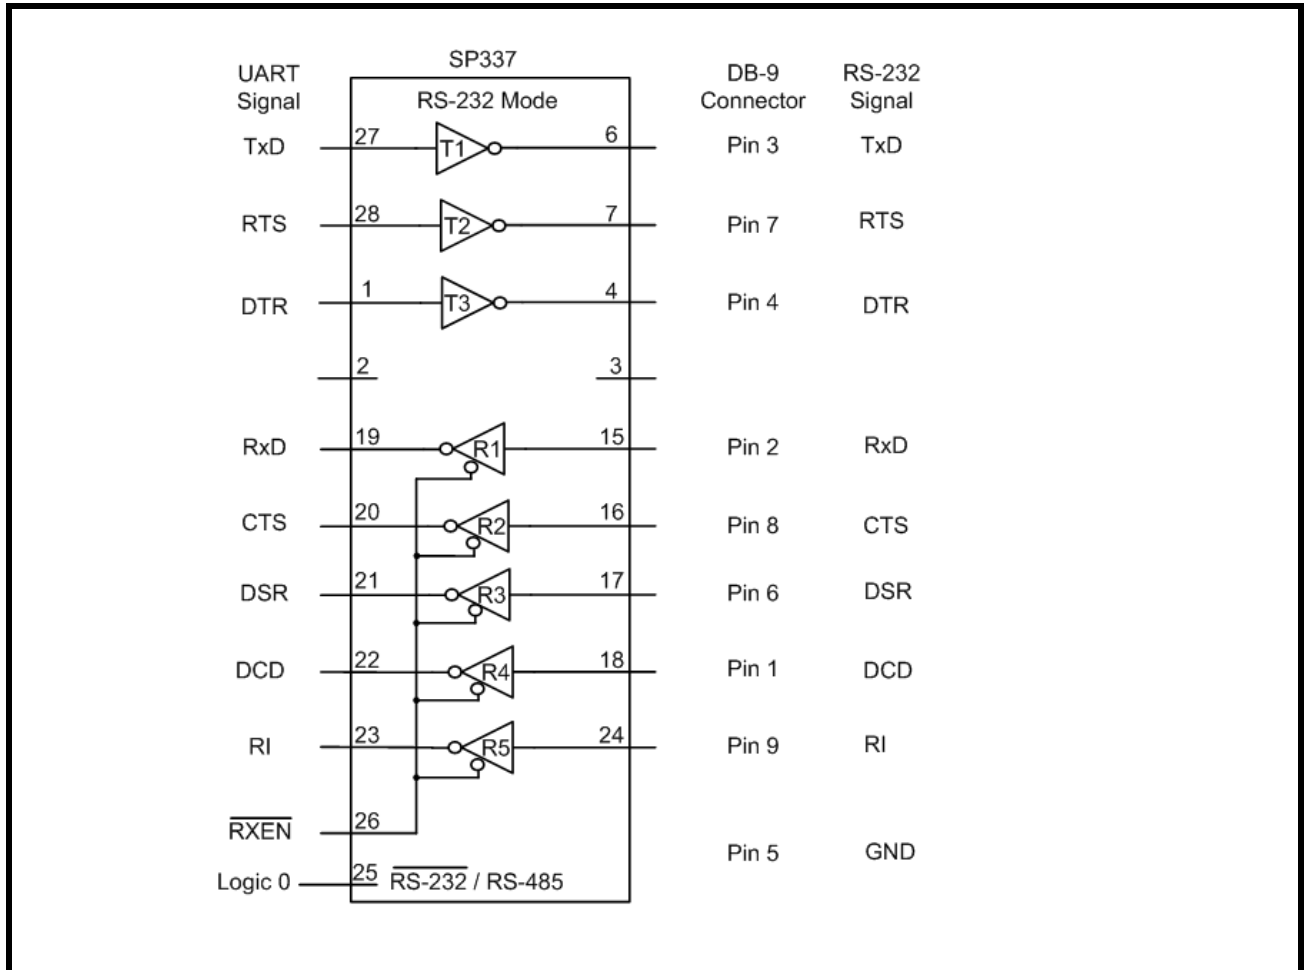 SP337
UART Signal
DB-9 Connector
RS-232 Signal
RS-232 Mode
TxD 27 T1 6 Pin 3 TxD
RTS 28 T2 7 Pin 7 RTS
DTR 1 T3 4 Pin 4 DTR
2 3
RxD 19 R1 15 Pin 2 RxD
CTS 20 R2 16 Pin 8 CTS
DSR 21 R3 17 Pin 6 DSR
DCD 22 R4 18 Pin 1 DCD
RI 23 R5 24 Pin 9 RI
RXEN 26
Pin 5 GND
Logic 0 25 RS-232 / RS-485